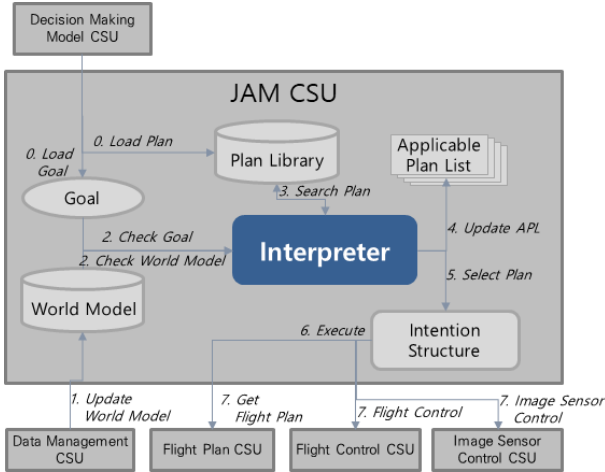 Decision Making
Model CSU
JAM CSU
0. Load Plan
0. Load
Goal
Plan Library
Applicable
Plan List
Goal
3. Search Plan
2. Check Goal
2. Check World Model
Interpreter
4. Update APL
5. Select Plan
World Model
6. Execute
Intention
Structure
1. Update
World Model
7. Get
Flight Plan
7. Flight Control
7. Image Sensor
Control
Data Management
CSU
Flight Plan CSU
Flight Control CSU
Image Sensor
Control CSU